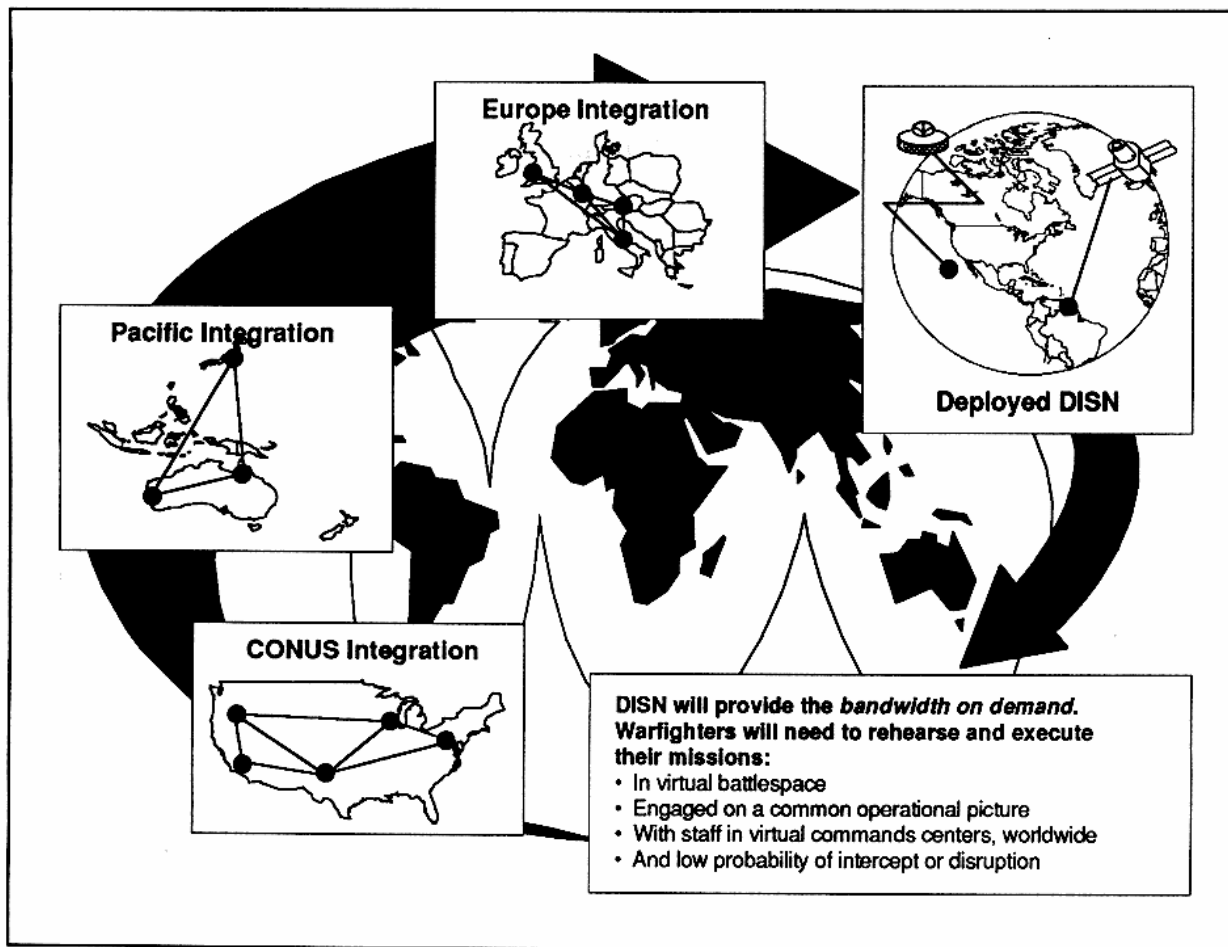 Europe Integration
Pacific Integration
Deployed DISN
CONUS Integration
DISN will provide the bandwidth on demand.
Warfighters will need to rehearse and execute
their missions:
• In virtual battlespace
• Engaged on a common operational picture
• With staff in virtual commands centers, worldwide
• And low probability of intercept or disruption